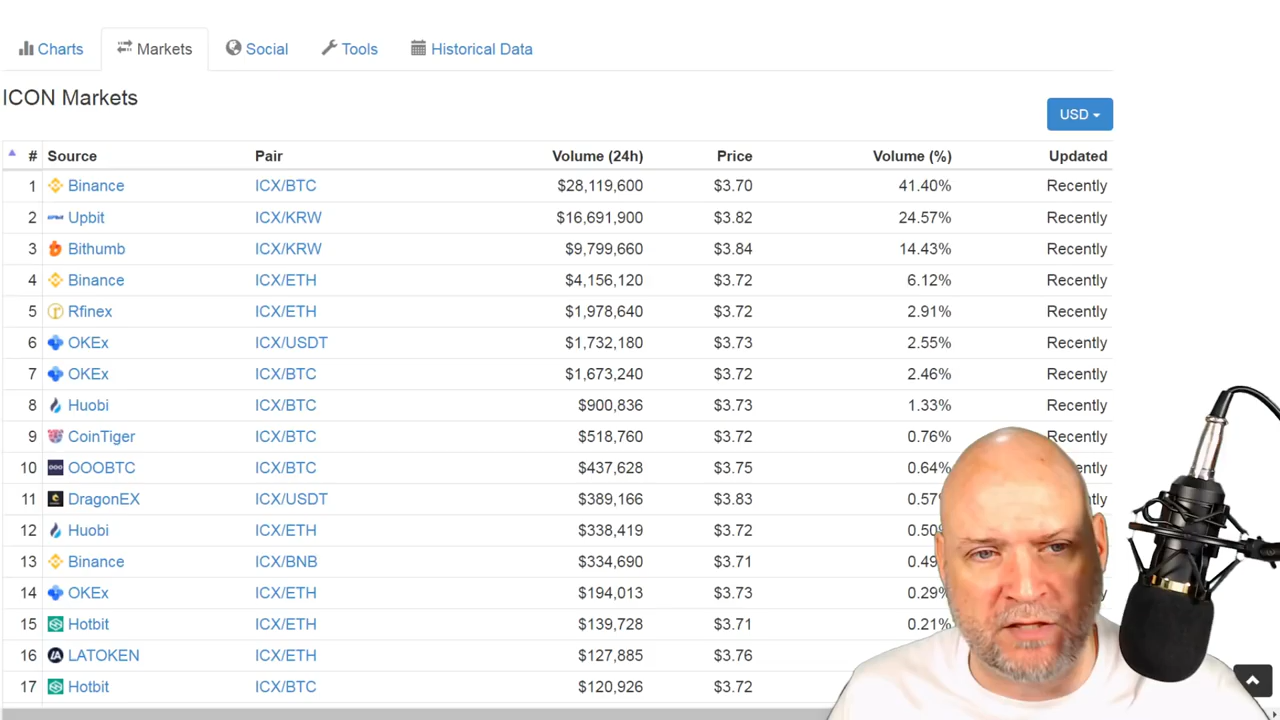 Charts Markets Social Tools Historical Data
ICON Markets
USD
# Source Pair Volume (24h) Price Volume (%) Updated
1 Binance ICX/BTC $28,119,600 $3.70 41.40% Recently
2 Upbit ICX/KRW $16,691,900 $3.82 24.57% Recently
3 Bithumb ICX/KRW $9,799,660 $3.84 14.43% Recently
4 Binance ICX/ETH $4,156,120 $3.72 6.12% Recently
5 Rfinex ICX/ETH $1,978,640 $3.72 2.91% Recently
6 OKEx ICX/USDT $1,732,180 $3.73 2.55% Recently
7 OKEx ICX/BTC $1,673,240 $3.72 2.46% Recently
8 Huobi ICX/BTC $900,836 $3.73 1.33% Recently
9 CoinTiger ICX/BTC $518,760 $3.72 0.76% Recently
10 OOOBTC ICX/BTC $437,628 $3.75 0.64%
11 DragonEX ICX/USDT $389,166 $3.83
12 Huobi ICX/ETH $338,419 $3.72
13 Binance ICX/BNB $334,690 $3.71
14 OKEx ICX/ETH $194,013 $3.73 0.29%
15 Hotbit ICX/ETH $139,728 $3.71 0.21%
16 LATOKEN ICX/ETH $127,885 $3.76
17 Hotbit ICX/BTC $120,926 $3.72